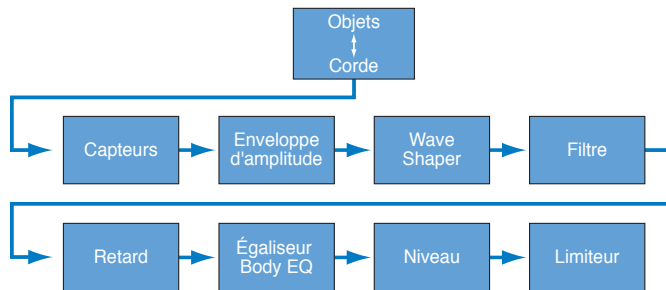 Objets
Corde
Capteurs
Enveloppe
d'amplitude
Wave
Shaper
Filtre
Retard
Égaliseur
Body EQ
Niveau
Limiteur